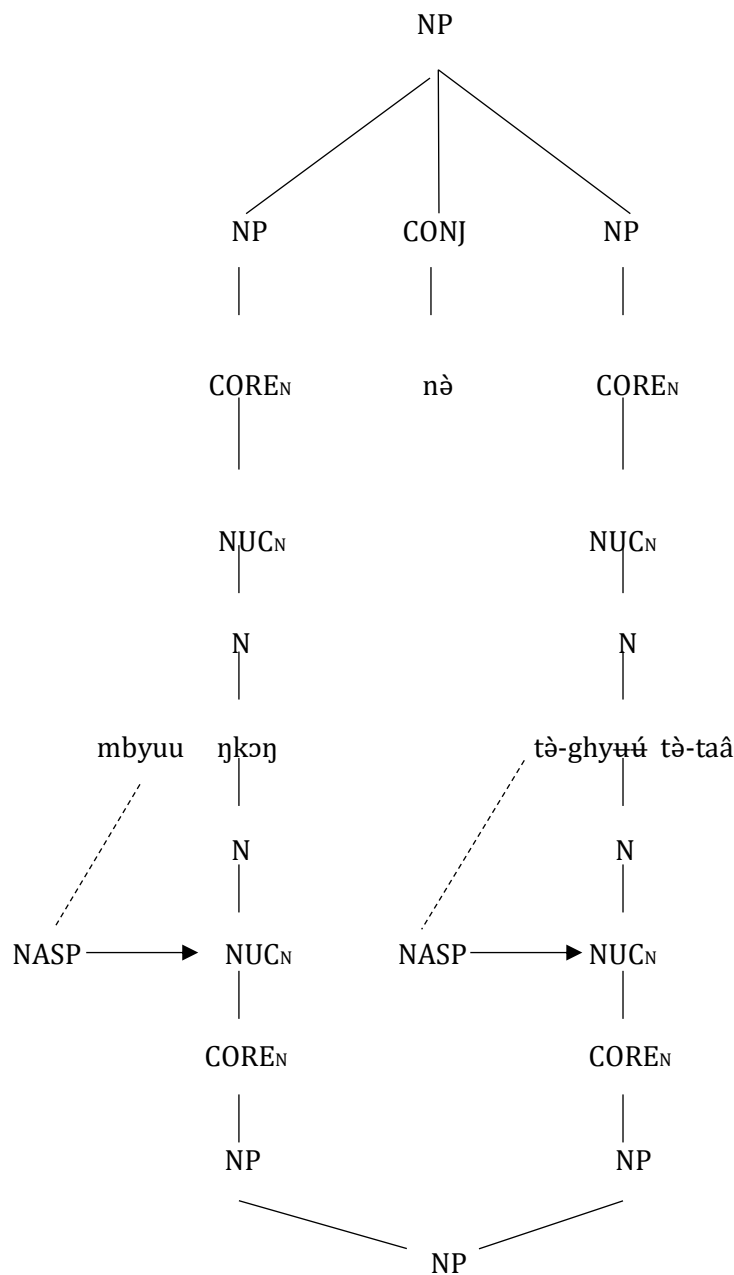 NP
NP CONJ NP
COREN nə̀ COREN
NUCN NUCN
N N
mbyuu ŋkɔŋ tə̀-ghyʉʉ́ tə̀-taâ
N N
NASP NUCN NASP NUCN
COREN COREN
NP NP
NP